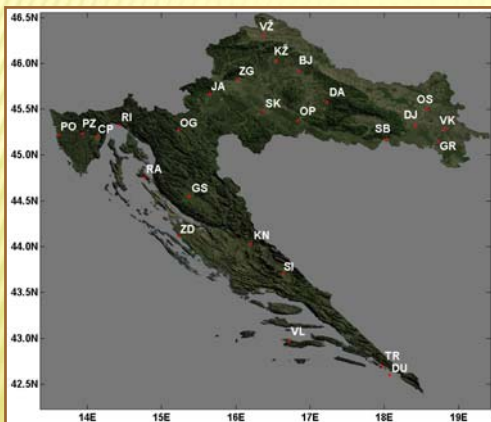 46.5N
VŽ
46.0N
KŽ
BJ
ZG
JA
DA
45.5N
SK
OP
OS
DJ
VK
PO
PZ
CP
RI
OG
SB
GR
45.0N
RA
GS
44.5N
ZD
KN
44.0N
SI
43.5N
43.0N
VL
TR
DU
42.5N
14E 15E 16E 17E 18E 19E